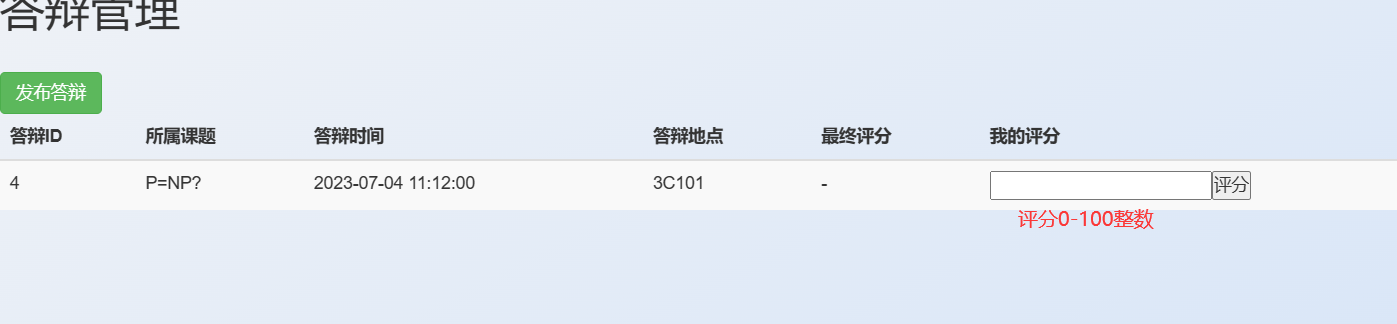 答辩管理
发布答辩
答辩ID 所属课题 答辩时间 答辩地点 最终评分 我的评分
4 P=NP? 2023-07-04 11:12:00 3C101 - 评分
评分0-100整数